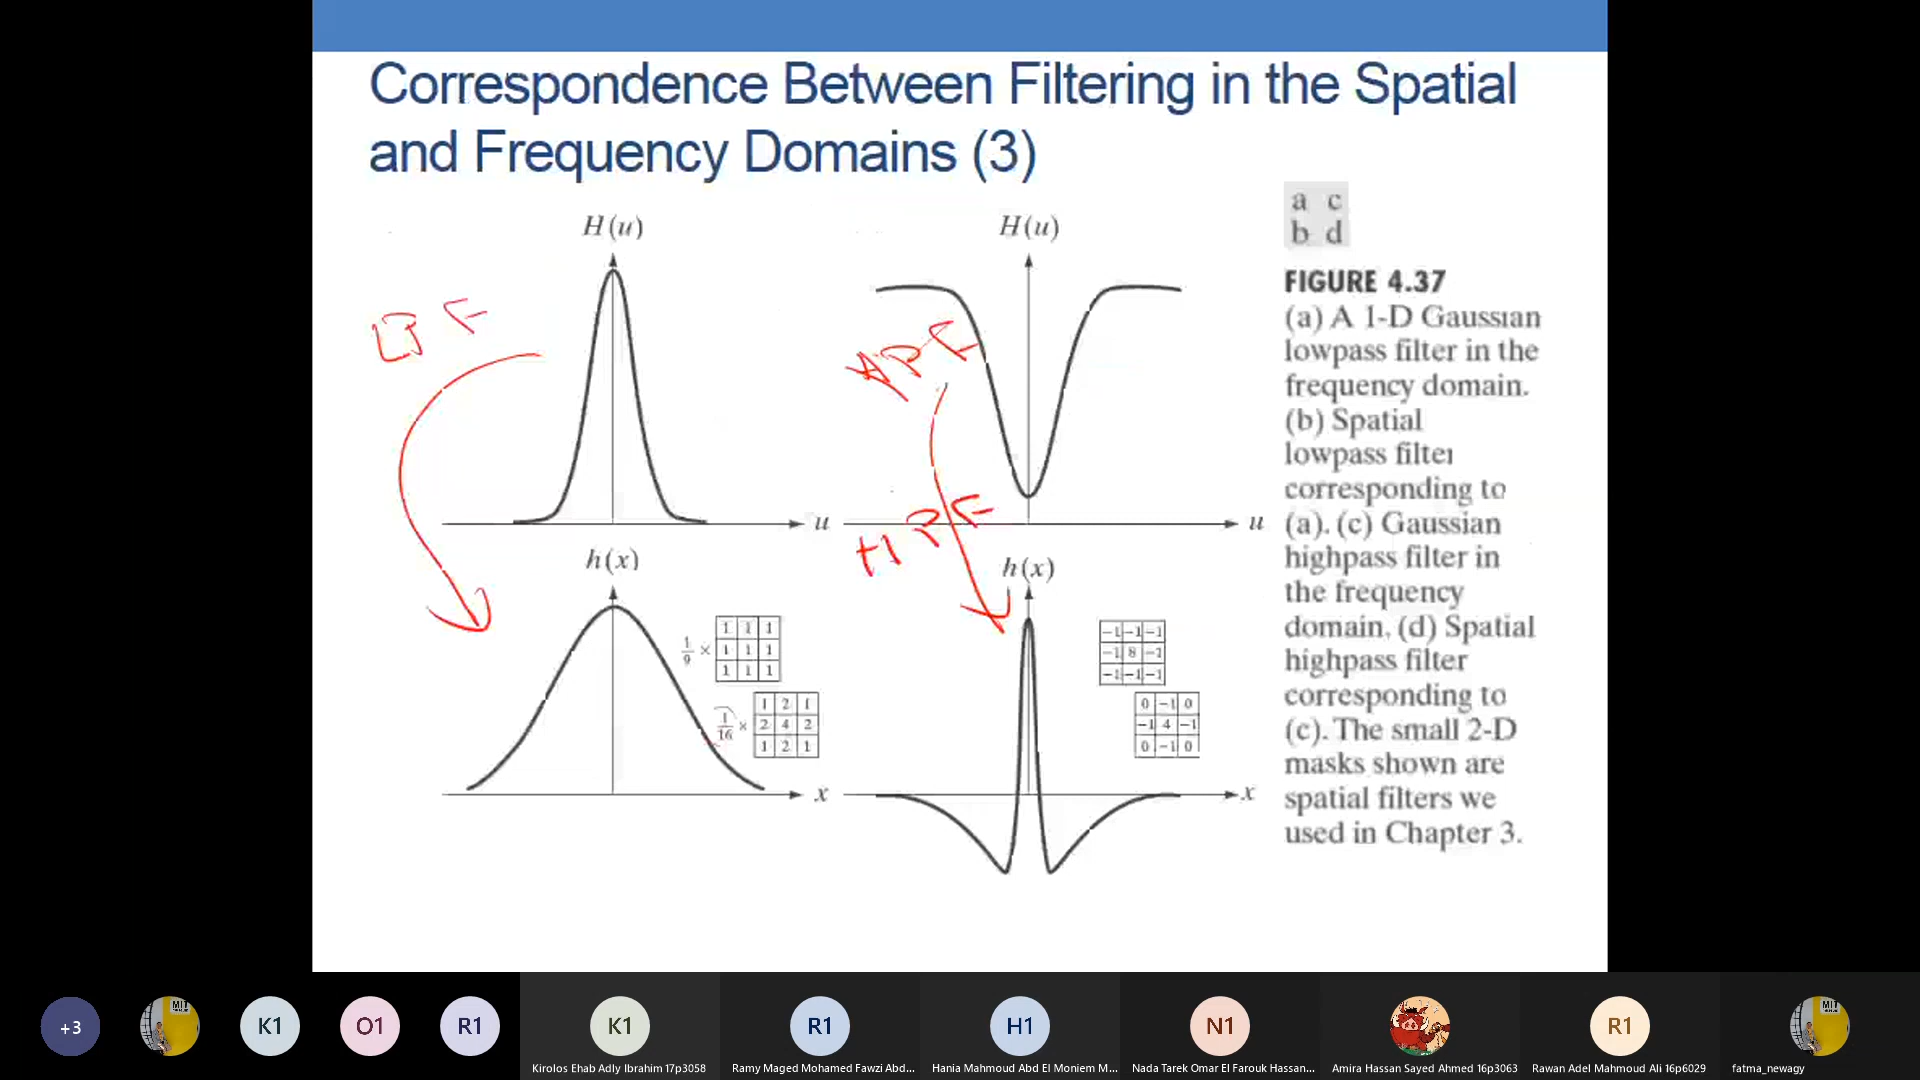 Correspondence Between Filtering in the Spatial
and Frequency Domains (3)
a c
b d
H(u)
H(u)
FIGURE 4.37
(a) A 1-D Gaussian
lowpass filter in the
frequency domain.
(b) Spatial
lowpass filter
corresponding to
(a). (c) Gaussian
highpass filter in
the frequency
domain. (d) Spatial
highpass filter
corresponding to
(c). The small 2-D
masks shown are
spatial filters we
used in Chapter 3.
LPF
HPF
HPF
u
u
h(x)
h(x)
1/9 ×
1 1 1
1 1 1
1 1 1
1/16 ×
1 2 1
2 4 2
1 2 1
-1 -1 -1
-1 8 -1
-1 -1 -1
0 -1 0
-1 4 -1
0 -1 0
x
x
+3
MIT
K1
O1
R1
K1
R1
H1
N1
R1
MIT
Kirolos Ehab Adly Ibrahim 17p3058
Ramy Maged Mohamed Fawzi Abd...
Hania Mahmoud Abd El Moniem M...
Nada Tarek Omar El Farouk Hassan...
Amira Hassan Sayed Ahmed 16p3063
Rawan Adel Mahmoud Ali 16p6029
fatma_newagy